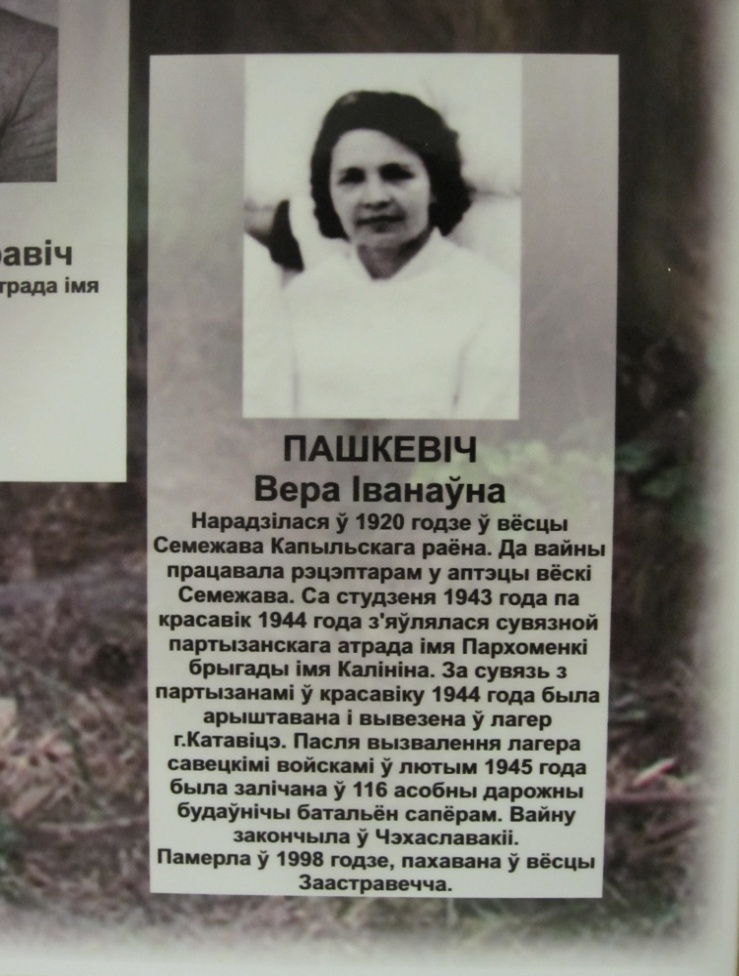 равіч
трада імя
ПАШКЕВІЧ
Вера Іванаўна
Нарадзілася ў 1920 годзе ў вёсцы
Семежава Капыльскага раёна. Да вайны
працавала рэцэптарам у аптэцы вёскі
Семежава. Са студзеня 1943 года па
красавік 1944 года з'яўлялася сувязной
партызанскага атрада імя Пархоменкі
брыгады імя Калініна. За сувязь з
партызанамі ў красавіку 1944 года была
арыштавана і вывезена ў лагер
г.Катавіцэ. Пасля вызвалення лагера
савецкімі войскамі ў лютым 1945 года
была залічана ў 116 асобны дарожны
будаўнічы батальён сапёрам. Вайну
закончыла ў Чэхаславакіі.
Памерла ў 1998 годзе, пахавана ў вёсцы
Заастравечча.